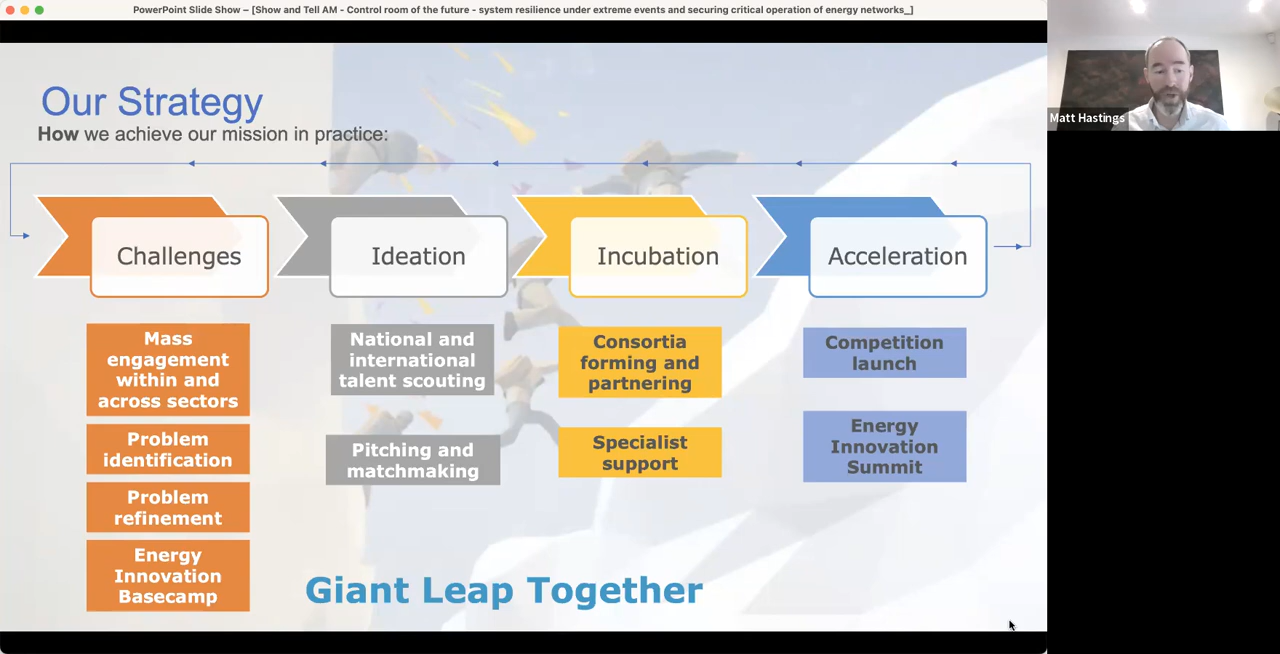 PowerPoint Slide Show – [Show and Tell AM - Control room of the future - system resilience under extreme events and securing critical operation of energy networks_]
Matt Hastings
Our Strategy
How we achieve our mission in practice:
Challenges
Ideation
Incubation
Acceleration
Mass
engagement
within and
across sectors
Problem
identification
Problem
refinement
Energy
Innovation
Basecamp
National and
international
talent scouting
Pitching and
matchmaking
Consortia
forming and
partnering
Specialist
support
Competition
launch
Energy
Innovation
Summit
Giant Leap Together